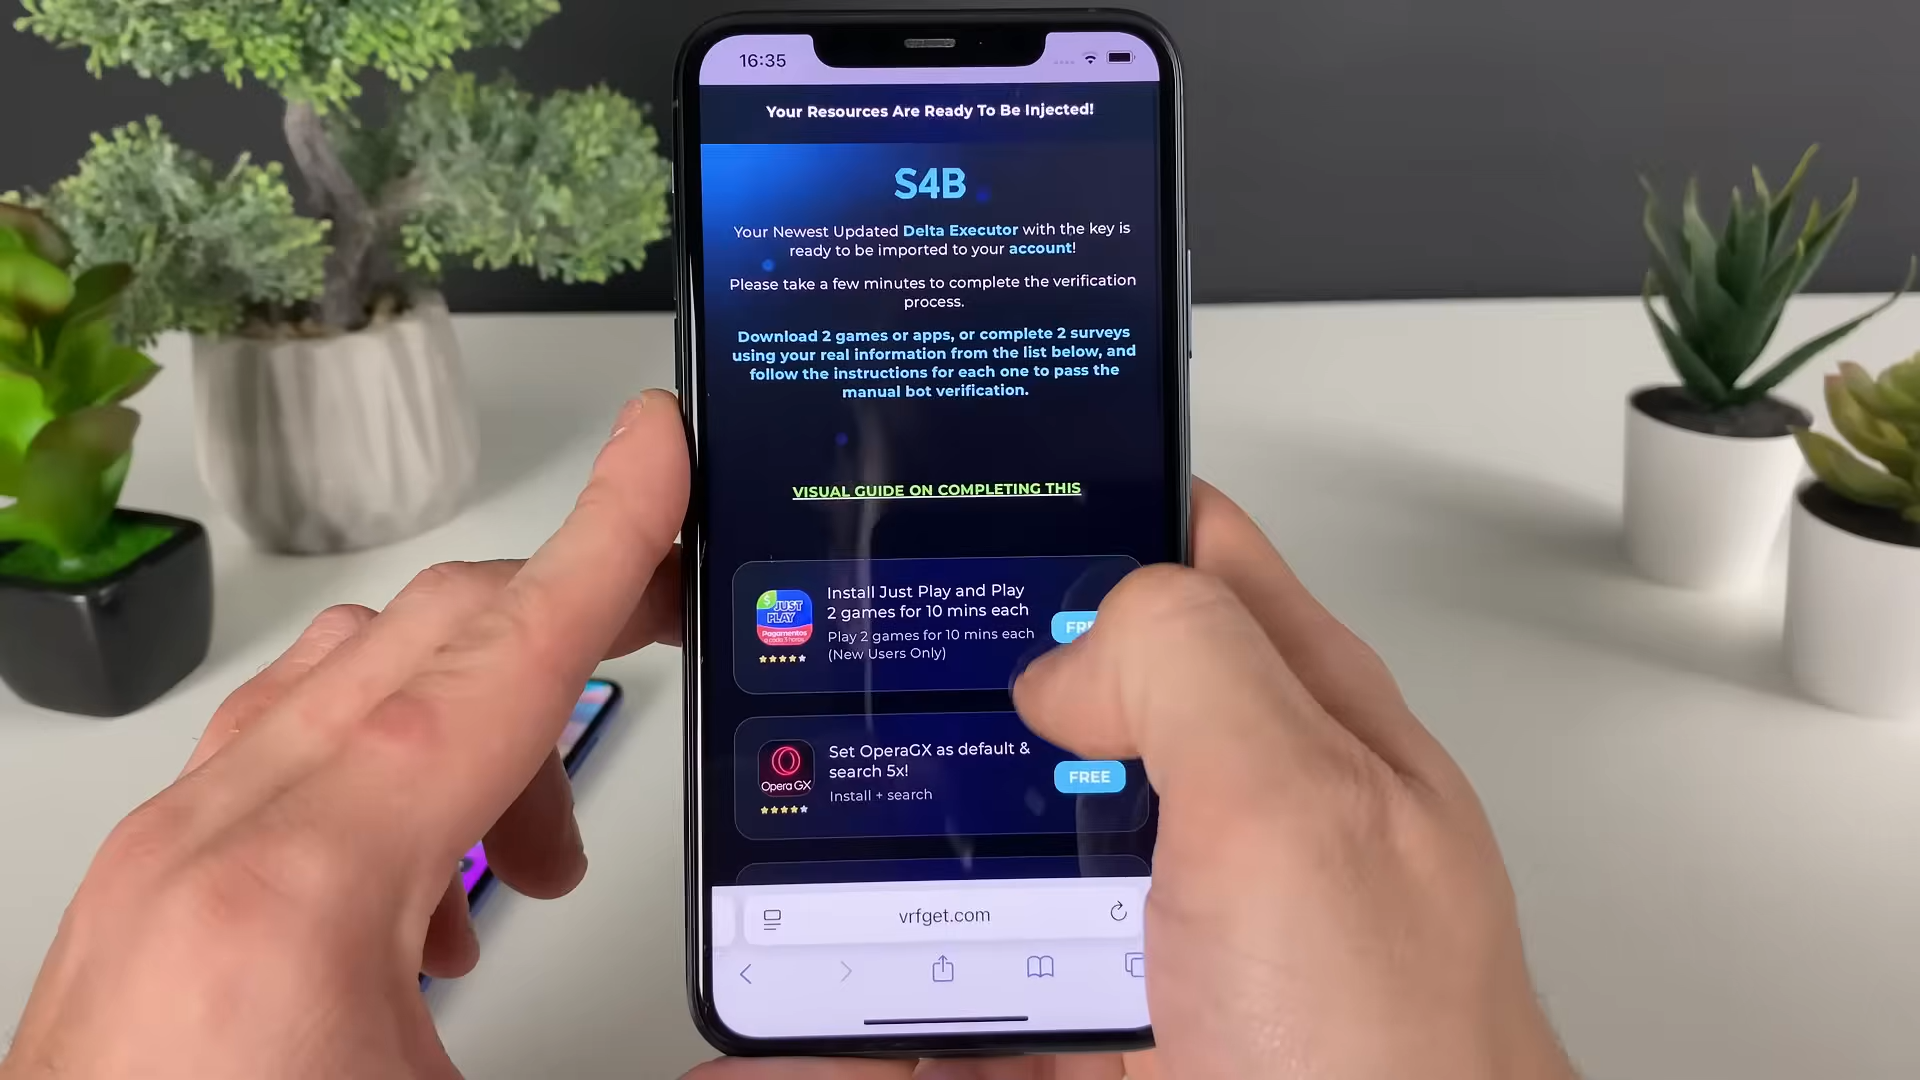 16:35
Your Resources Are Ready To Be Injected!
S4B
Your Newest Updated Delta Executor with the key is
ready to be imported to your account!
Please take a few minutes to complete the verification
process.
Download 2 games or apps, or complete 2 surveys
using your real information from the list below, and
follow the instructions for each one to pass the
manual bot verification.
VISUAL GUIDE ON COMPLETING THIS
$ JUST
PLAY
Pagamentos
a cada 3 horas
Install Just Play and Play
2 games for 10 mins each
Play 2 games for 10 mins each
(New Users Only)
Opera GX
Set OperaGX as default &
search 5x!
Install + search
FREE
vrfget.com